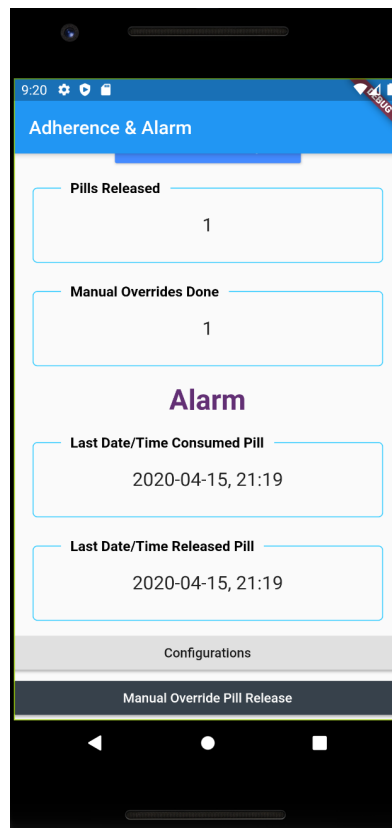 9:20
DEBUG
Adherence & Alarm
Pills Released
1
Manual Overrides Done
1
Alarm
Last Date/Time Consumed Pill
2020-04-15, 21:19
Last Date/Time Released Pill
2020-04-15, 21:19
Configurations
Manual Override Pill Release